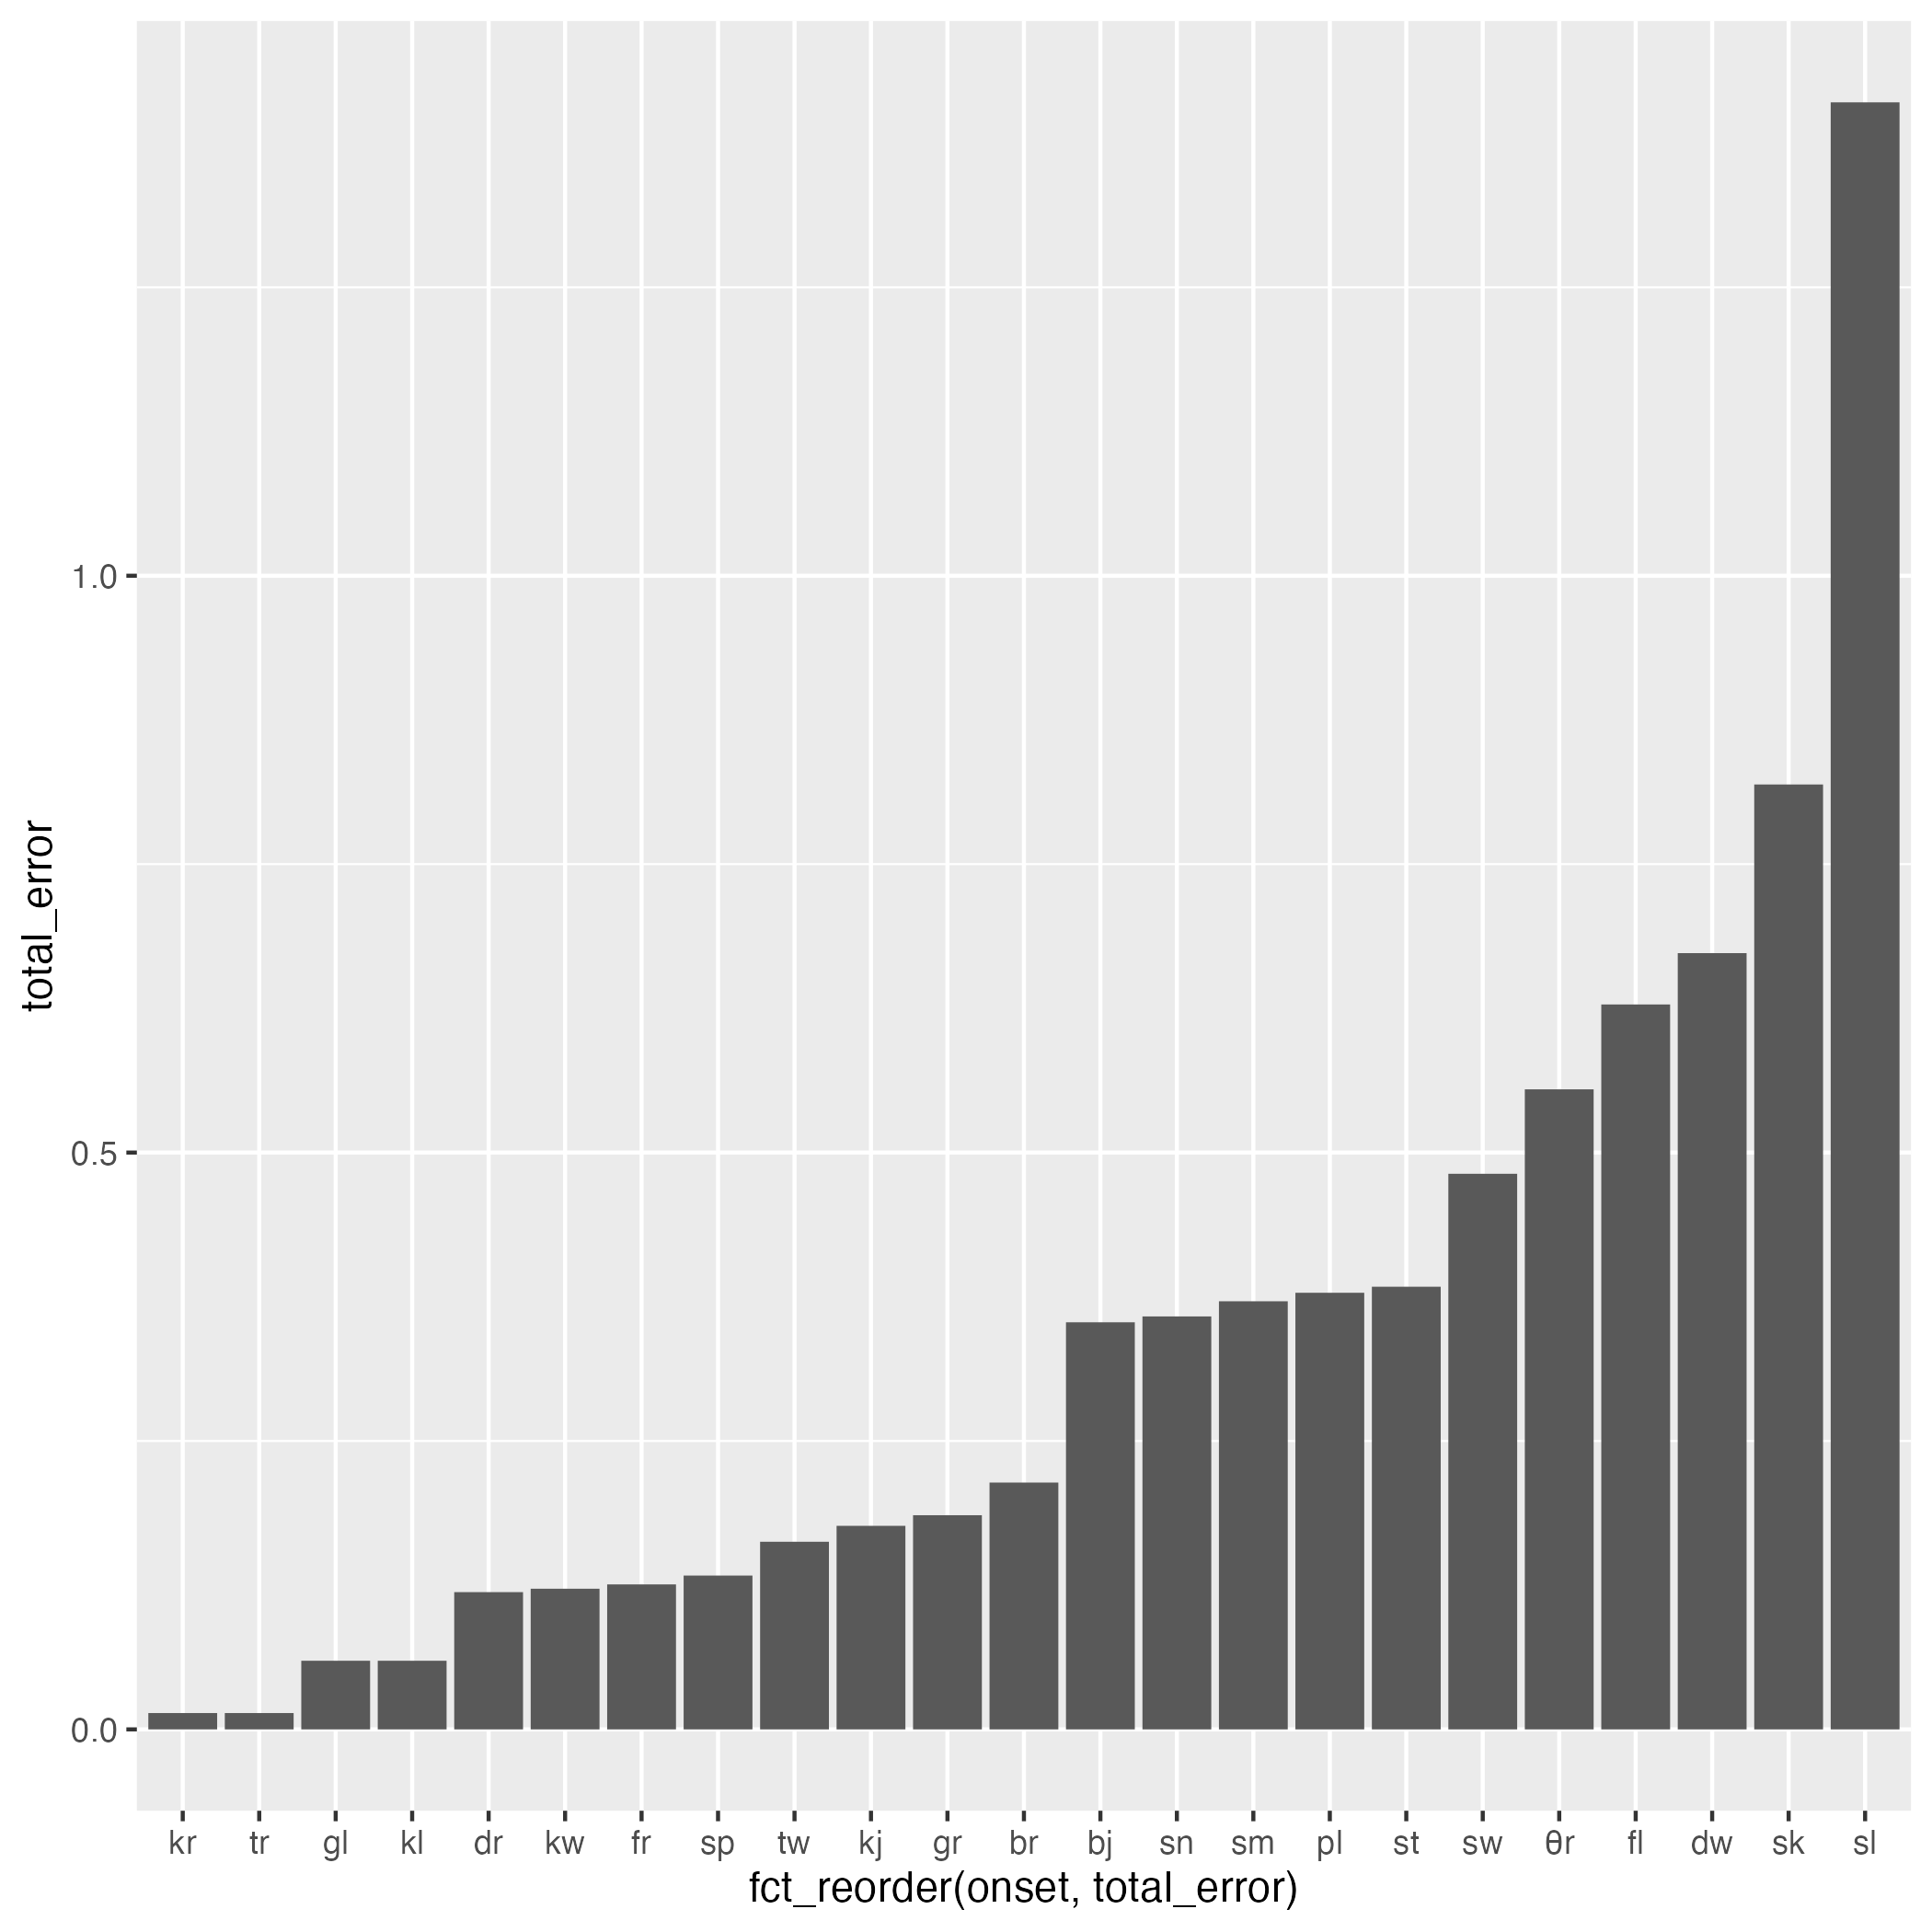 total_error
1.0
0.5
0.0
kr tr gl kl dr kw fr sp tw kj gr br bj sn sm pl st sw θr fl dw sk sl
fct_reorder(onset, total_error)